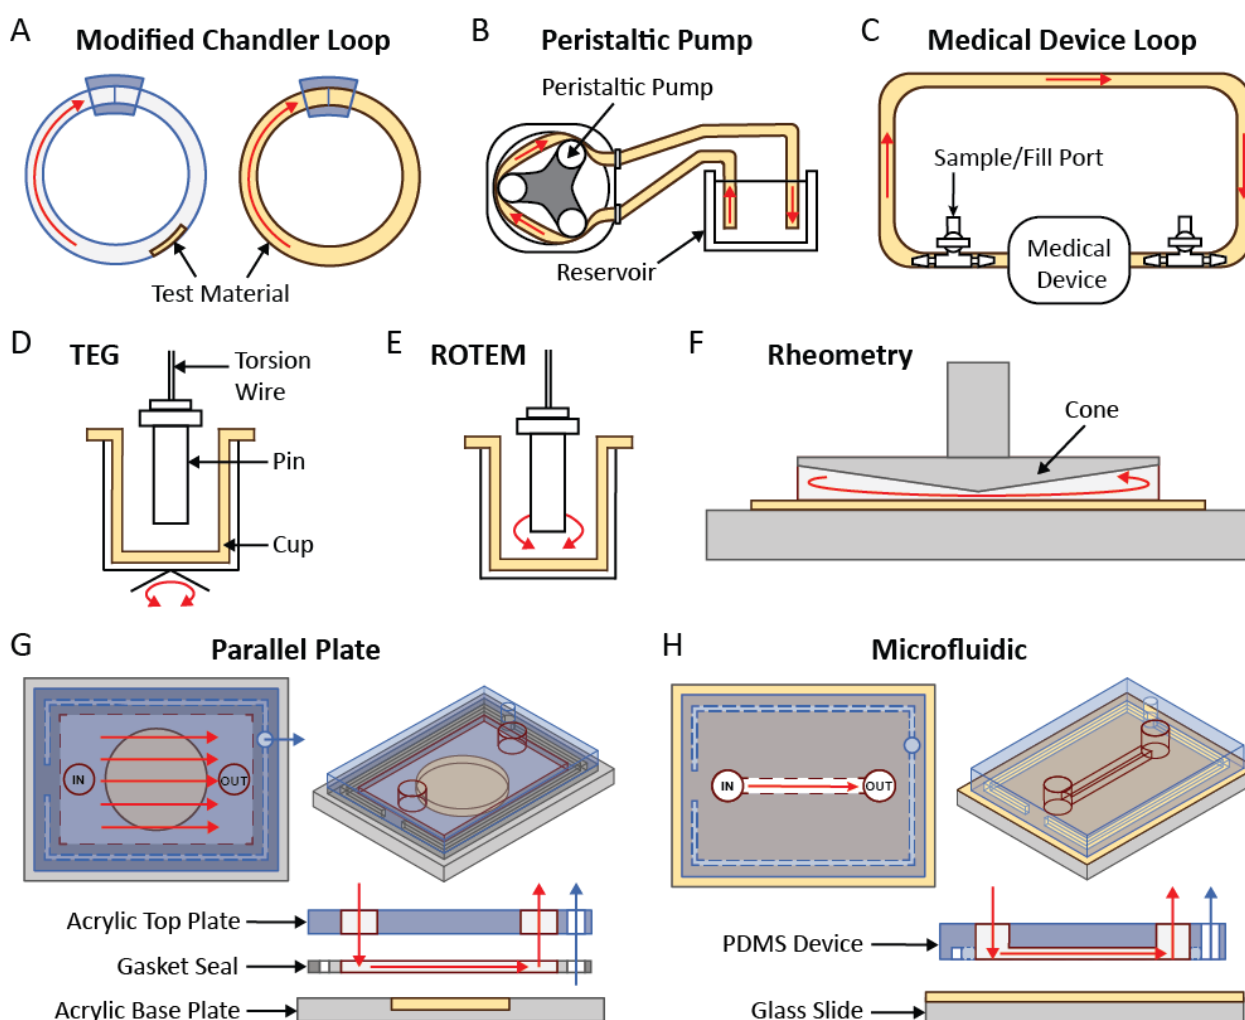 A Modified Chandler Loop
Test Material
B Peristaltic Pump
Peristaltic Pump
Reservoir
C Medical Device Loop
Sample/Fill Port
Medical
Device
D TEG
Torsion
Wire
Pin
Cup
E ROTEM
F Rheometry
Cone
G Parallel Plate
IN
OUT
Acrylic Top Plate
Gasket Seal
Acrylic Base Plate
H Microfluidic
IN
OUT
PDMS Device
Glass Slide